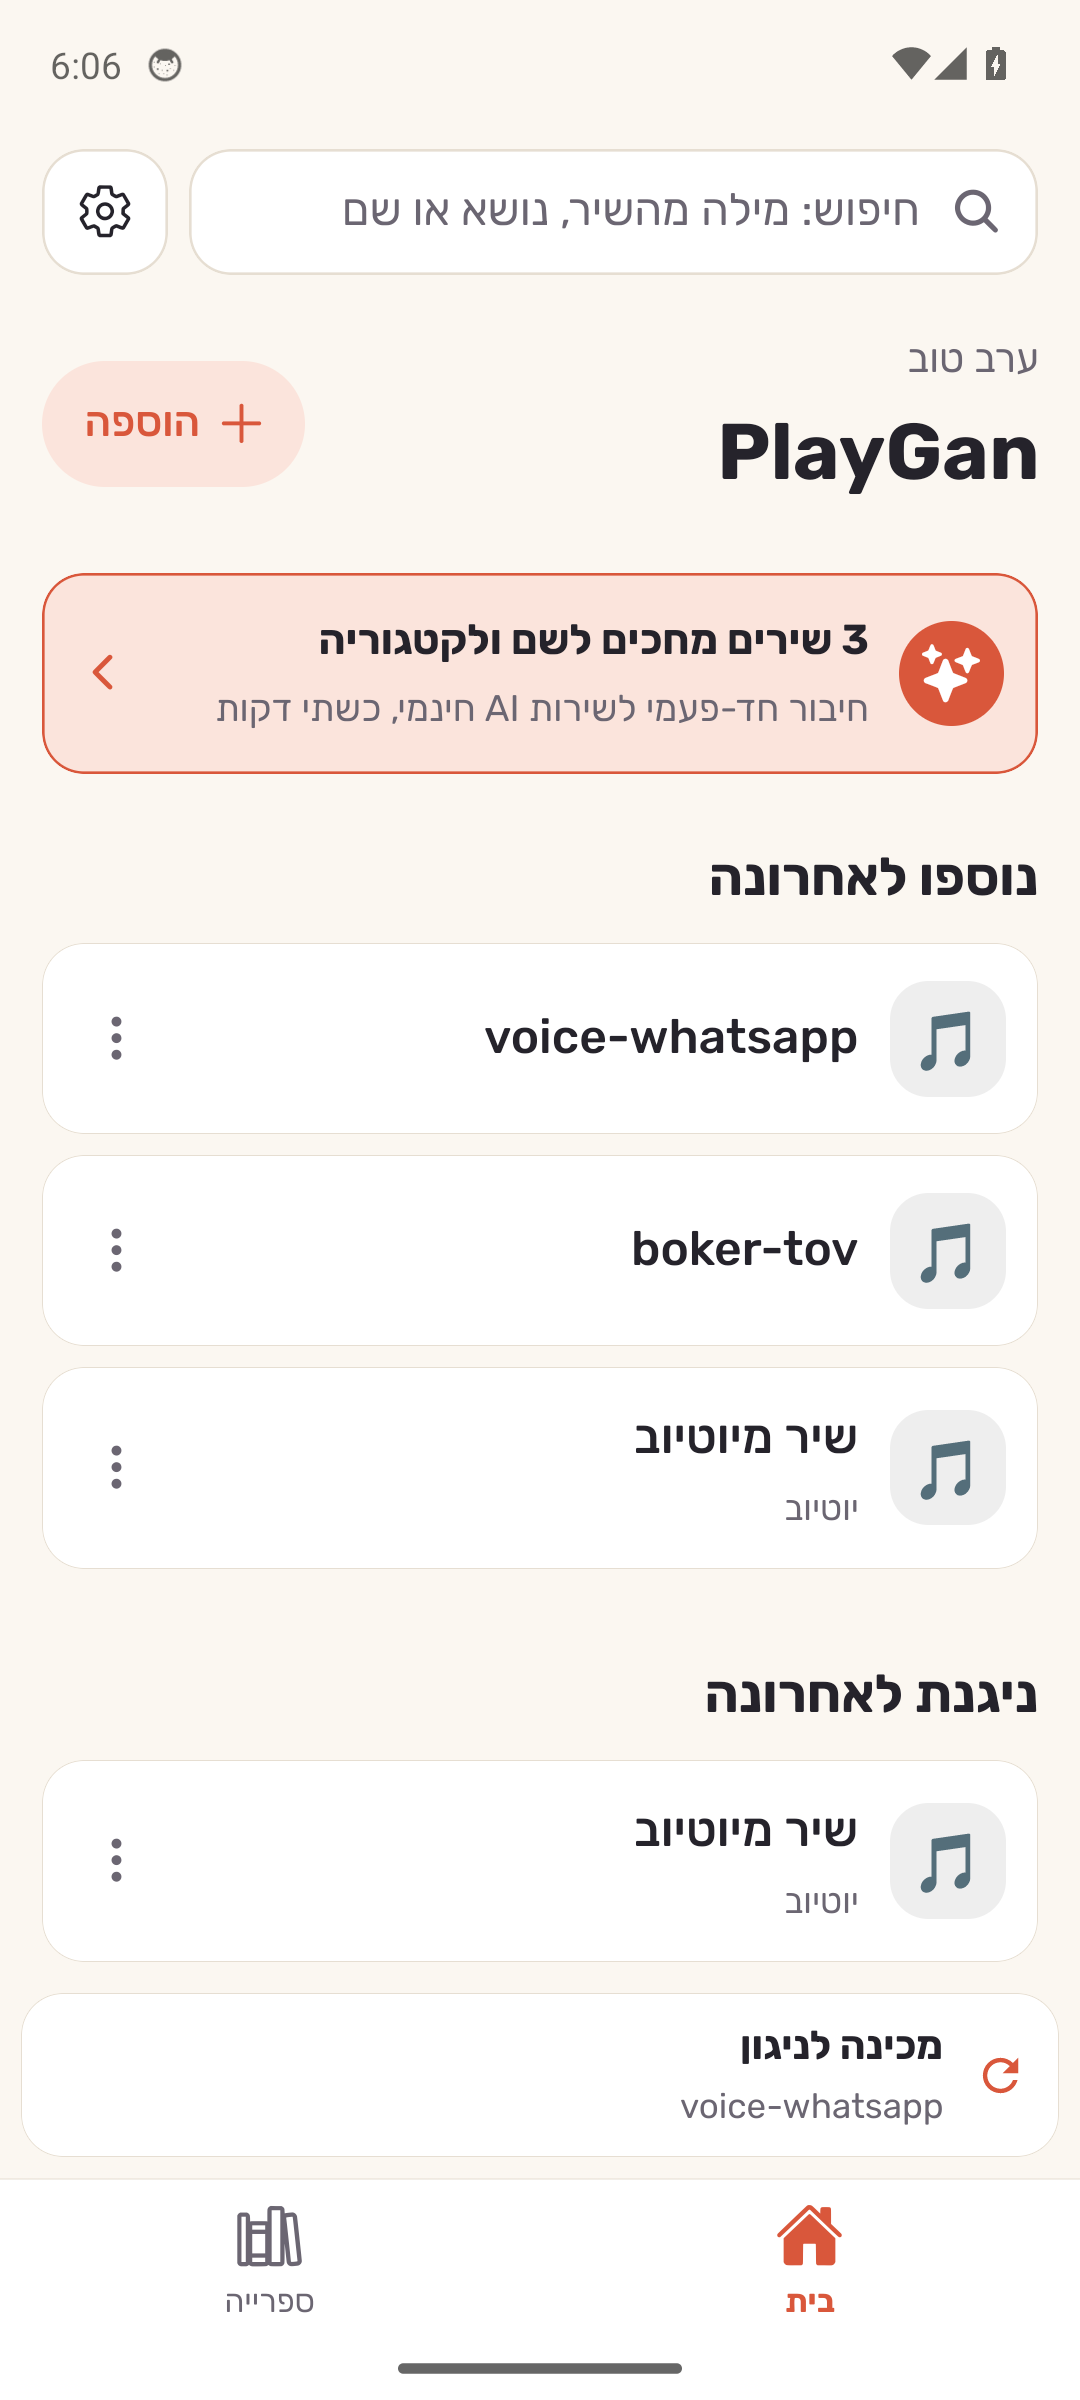 6:06
חיפוש: מילה מהשיר, נושא או שם
ערב טוב
PlayGan
הוספה
3 שירים מחכים לשם ולקטגוריה
חיבור חד-פעמי לשירות AI חינמי, כשתי דקות
נוספו לאחרונה
voice-whatsapp
boker-tov
שיר מיוטיוב
יוטיוב
ניגנת לאחרונה
שיר מיוטיוב
יוטיוב
מכינה לניגון
voice-whatsapp
בית
ספרייה